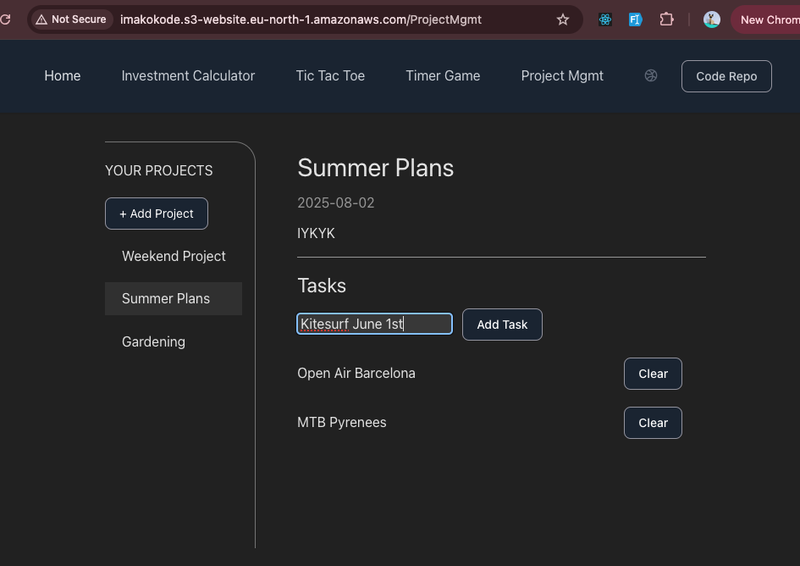 Not Secure imakokode.s3-website.eu-north-1.amazonaws.com/ProjectMgmt New Chrom
Home Investment Calculator Tic Tac Toe Timer Game Project Mgmt Code Repo
YOUR PROJECTS
+ Add Project
Weekend Project
Summer Plans
Gardening
Summer Plans
2025-08-02
IYKYK
Tasks
Kitesurf June 1st Add Task
Open Air Barcelona Clear
MTB Pyrenees Clear